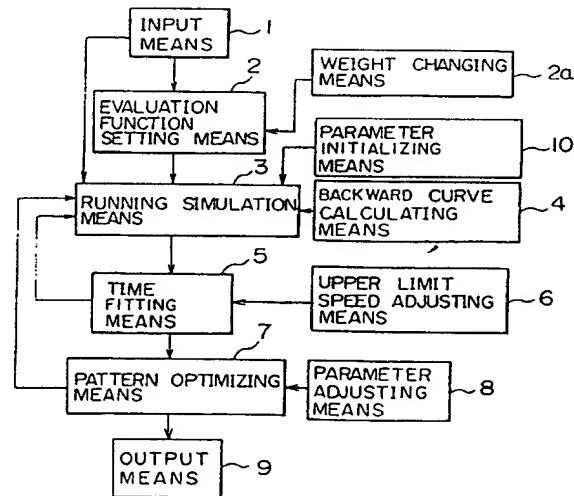 1
INPUT
MEANS
2
EVALUATION
FUNCTION
SETTING MEANS
WEIGHT CHANGING
MEANS
2a
PARAMETER
INITIALIZING
MEANS
10
3
RUNNING SIMULATION
MEANS
BACKWARD CURVE
CALCULATING
MEANS
4
5
TIME
FITTING
MEANS
UPPER LIMIT
SPEED ADJUSTING
MEANS
6
7
PATTERN OPTIMIZING
MEANS
PARAMETER
ADJUSTING
MEANS
8
OUTPUT
MEANS
9